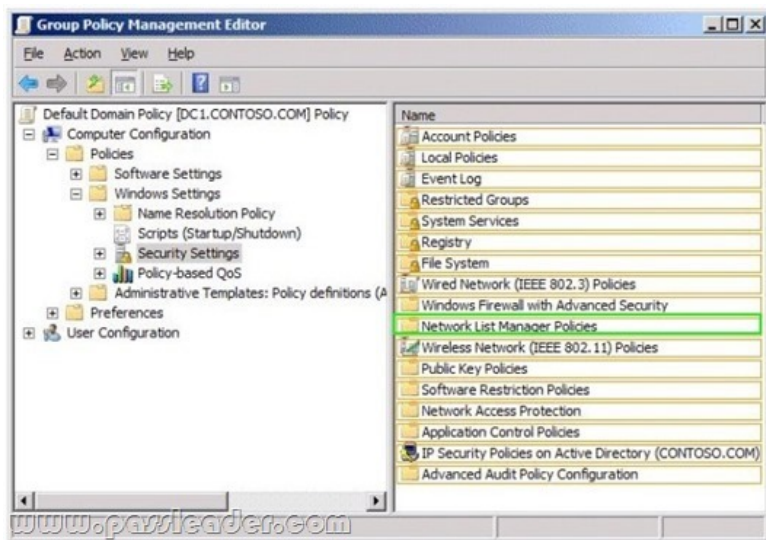 Group Policy Management Editor
File Action View Help
Default Domain Policy [DC1.CONTOSO.COM] Policy
Computer Configuration
Policies
Software Settings
Windows Settings
Name Resolution Policy
Scripts (Startup/Shutdown)
Security Settings
Policy-based QoS
Administrative Templates: Policy definitions (A
Preferences
User Configuration
Name
Account Policies
Local Policies
Event Log
Restricted Groups
System Services
Registry
File System
Wired Network (IEEE 802.3) Policies
Windows Firewall with Advanced Security
Network List Manager Policies
Wireless Network (IEEE 802.11) Policies
Public Key Policies
Software Restriction Policies
Network Access Protection
Application Control Policies
IP Security Policies on Active Directory (CONTOSO.COM)
Advanced Audit Policy Configuration
www.passleader.com